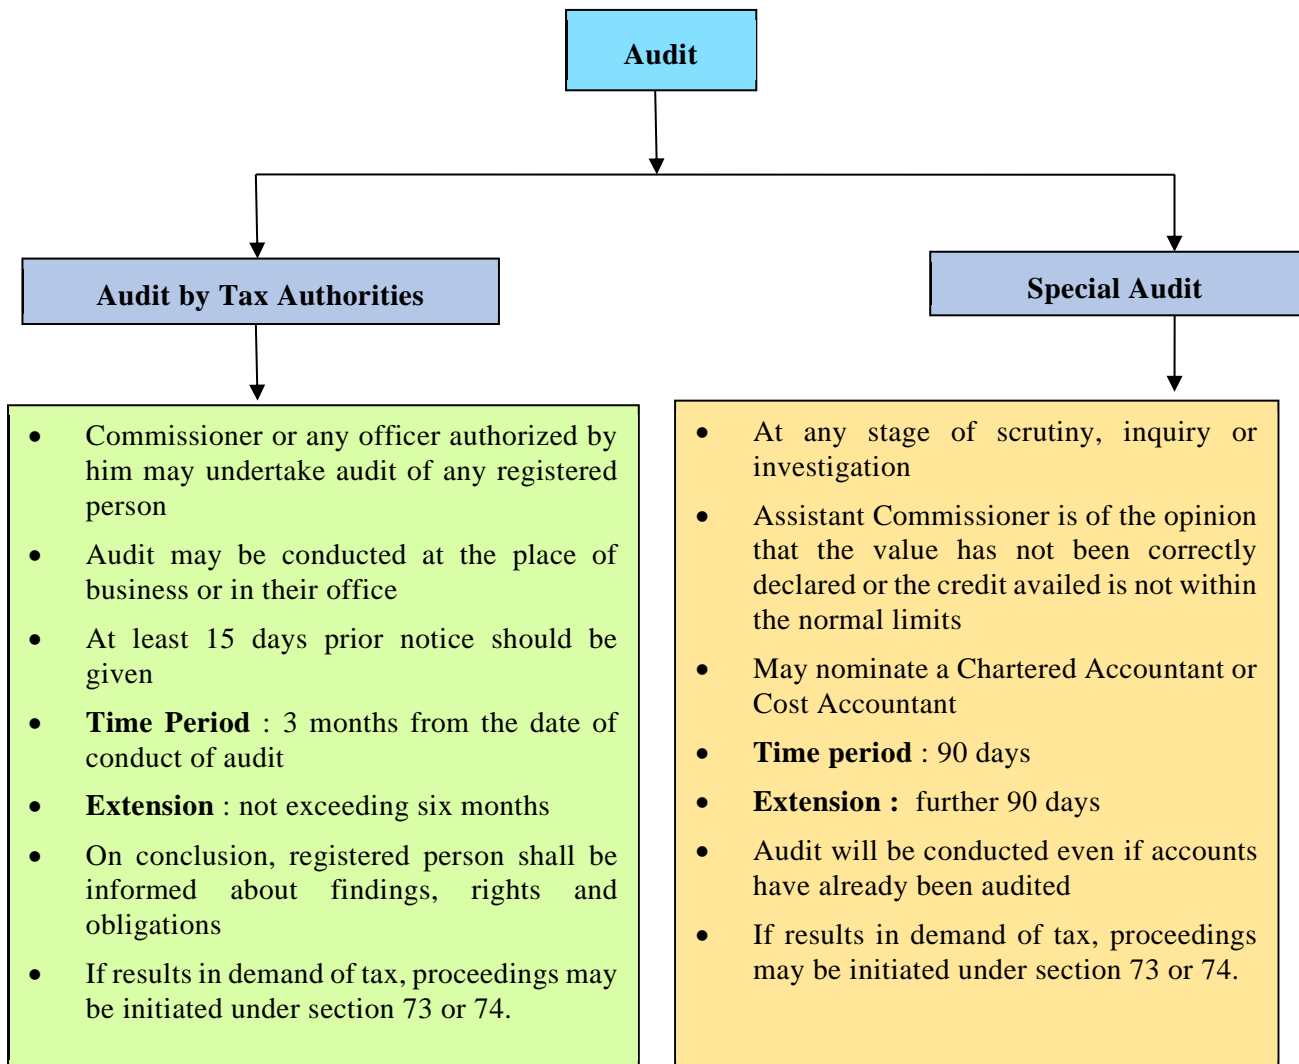 Audit
Audit by Tax Authorities
Special Audit
• Commissioner or any officer authorized by
him may undertake audit of any registered
person
• Audit may be conducted at the place of
business or in their office
• At least 15 days prior notice should be
given
• Time Period : 3 months from the date of
conduct of audit
• Extension : not exceeding six months
• On conclusion, registered person shall be
informed about findings, rights and
obligations
• If results in demand of tax, proceedings may
be initiated under section 73 or 74.
• At any stage of scrutiny, inquiry or
investigation
• Assistant Commissioner is of the opinion
that the value has not been correctly
declared or the credit availed is not within
the normal limits
• May nominate a Chartered Accountant or
Cost Accountant
• Time period : 90 days
• Extension : further 90 days
• Audit will be conducted even if accounts
have already been audited
• If results in demand of tax, proceedings
may be initiated under section 73 or 74.